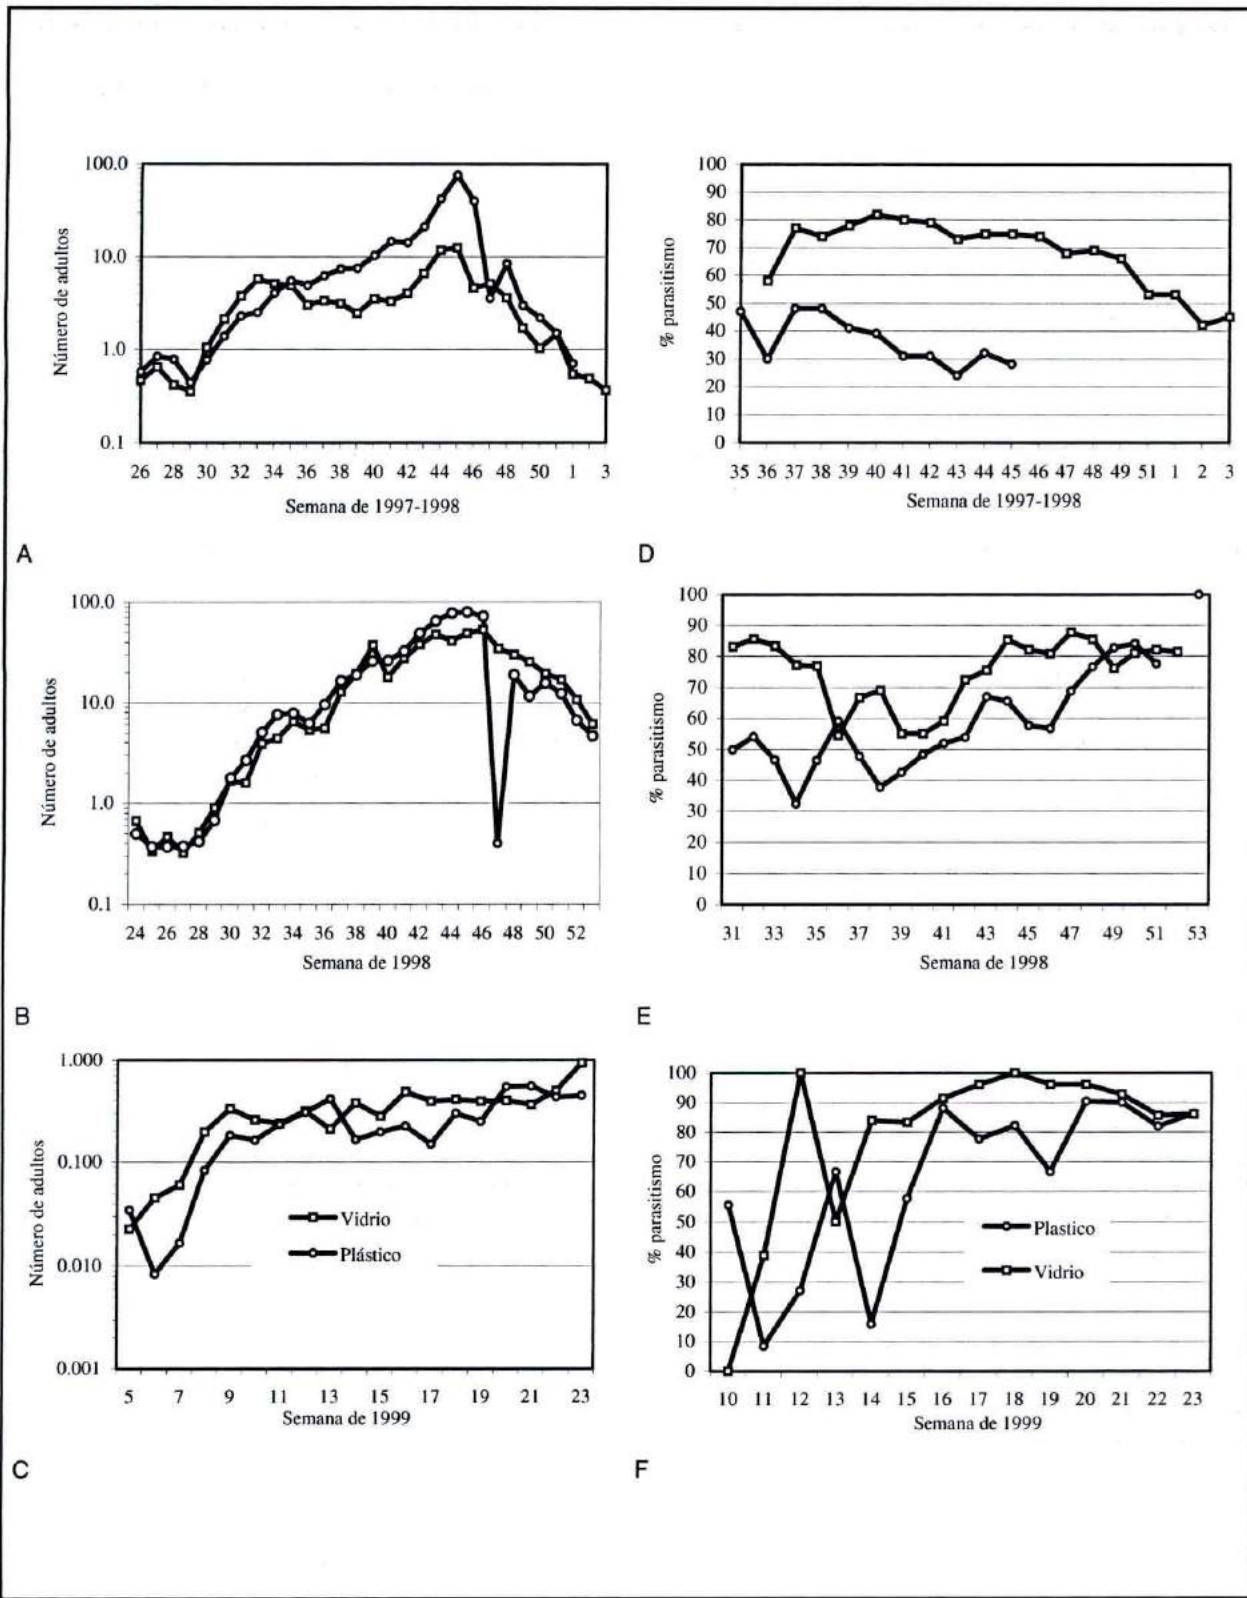 100.0
10.0
1.0
0.1
Número de adultos
26 28 30 32 34 36 38 40 42 44 46 48 50 1 3
Semana de 1997-1998
A
100
90
80
70
60
50
40
30
20
10
0
% parasitismo
35 36 37 38 39 40 41 42 43 44 45 46 47 48 49 51 1 2 3
Semana de 1997-1998
D
100.0
10.0
1.0
0.1
Número de adultos
24 26 28 30 32 34 36 38 40 42 44 46 48 50 52
Semana de 1998
B
100
90
80
70
60
50
40
30
20
10
0
% parasitismo
31 33 35 37 39 41 43 45 47 49 51 53
Semana de 1998
E
1.000
0.100
0.010
0.001
Número de adultos
Vidrio
Plástico
5 7 9 11 13 15 17 19 21 23
Semana de 1999
C
100
90
80
70
60
50
40
30
20
10
0
% parasitismo
Plastico
Vidrio
10 11 12 13 14 15 16 17 18 19 20 21 22 23
Semana de 1999
F